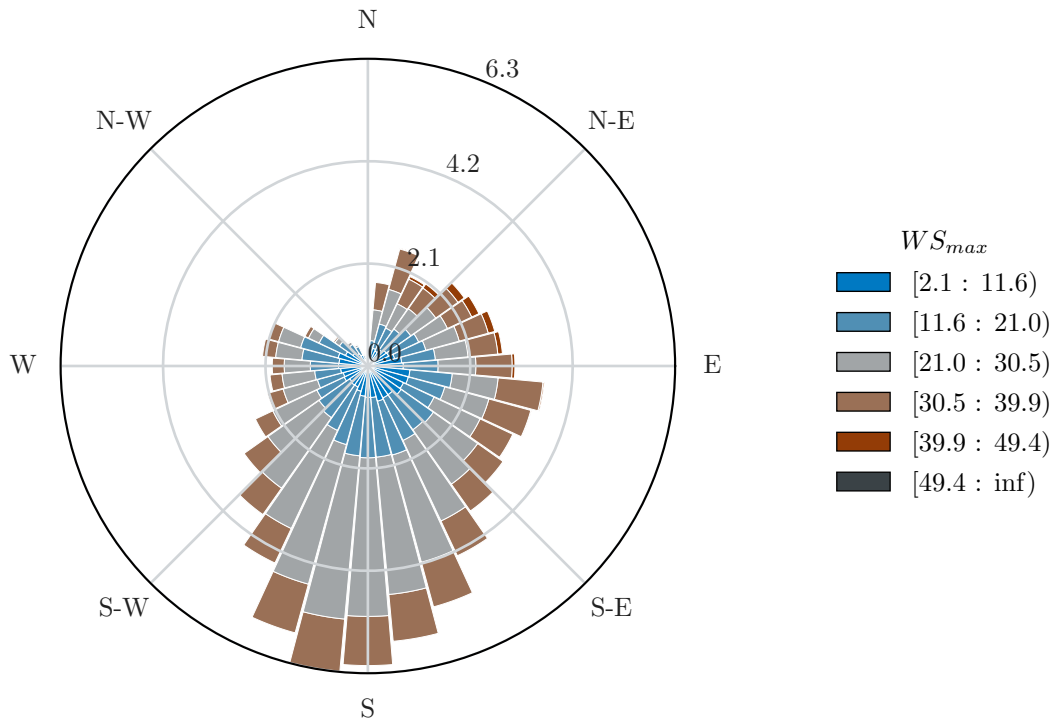 N
6.3
N-W
N-E
4.2
2.1
0.0
W
E
S-W
S-E
S
WS_max
[2.1 : 11.6)
[11.6 : 21.0)
[21.0 : 30.5)
[30.5 : 39.9)
[39.9 : 49.4)
[49.4 : inf)